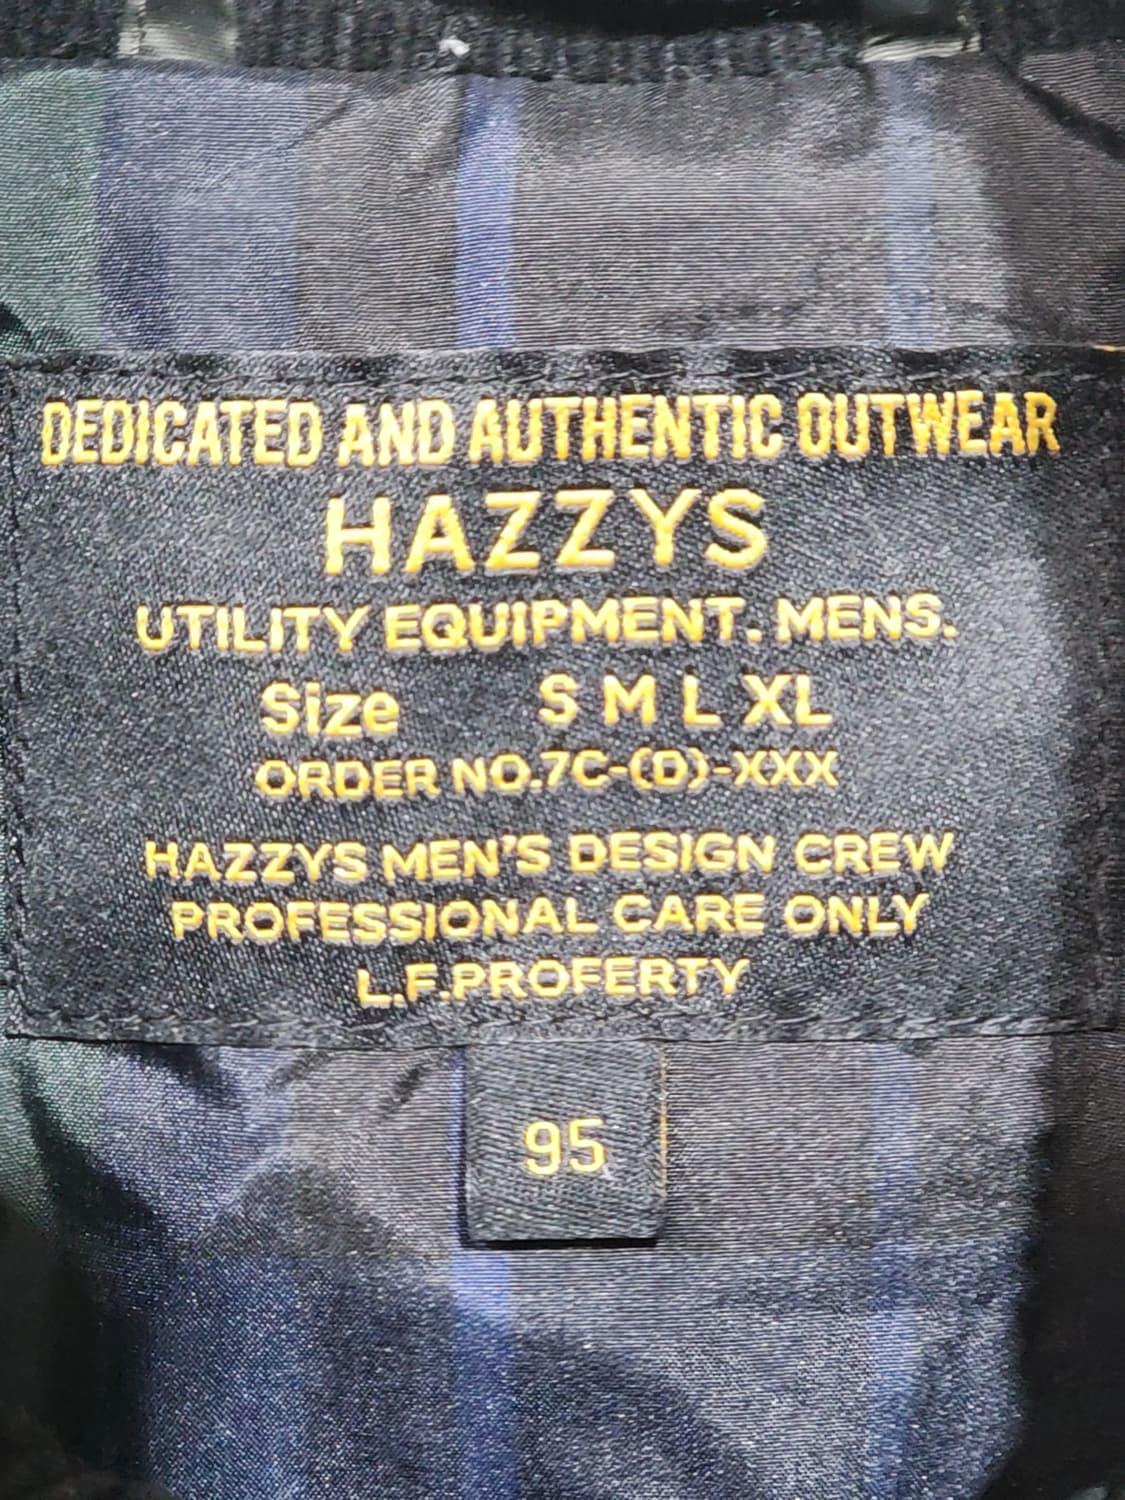 DEDICATED AND AUTHENTIC OUTWEAR
HAZZYS
UTILITY EQUIPMENT. MENS.
Size S M L XL
ORDER NO.7C-(D)-XXX
HAZZYS MEN'S DESIGN CREW
PROFESSIONAL CARE ONLY
L.F.PROFERTY
95